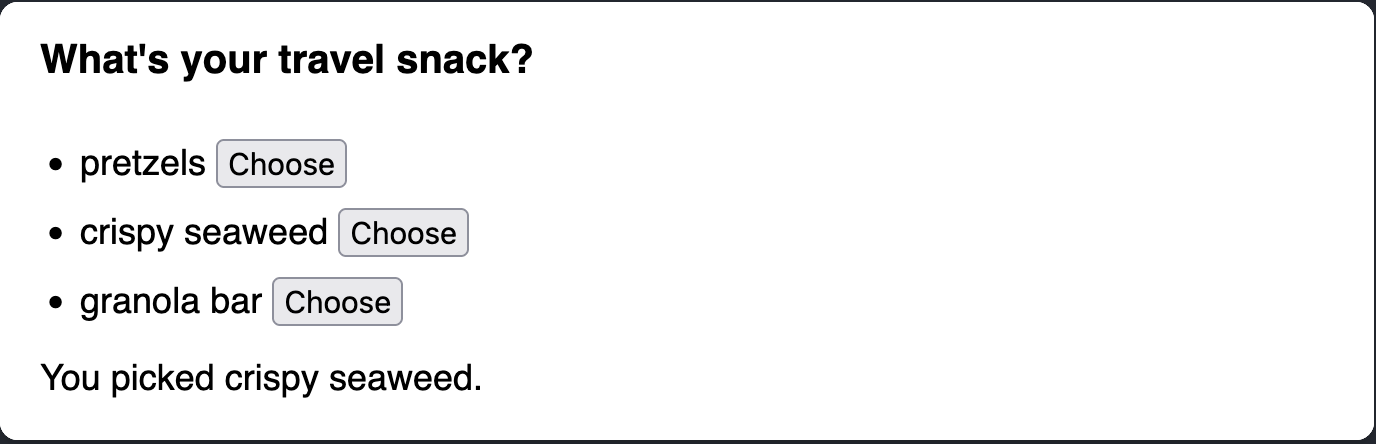 What's your travel snack?
• pretzels Choose
• crispy seaweed Choose
• granola bar Choose
You picked crispy seaweed.